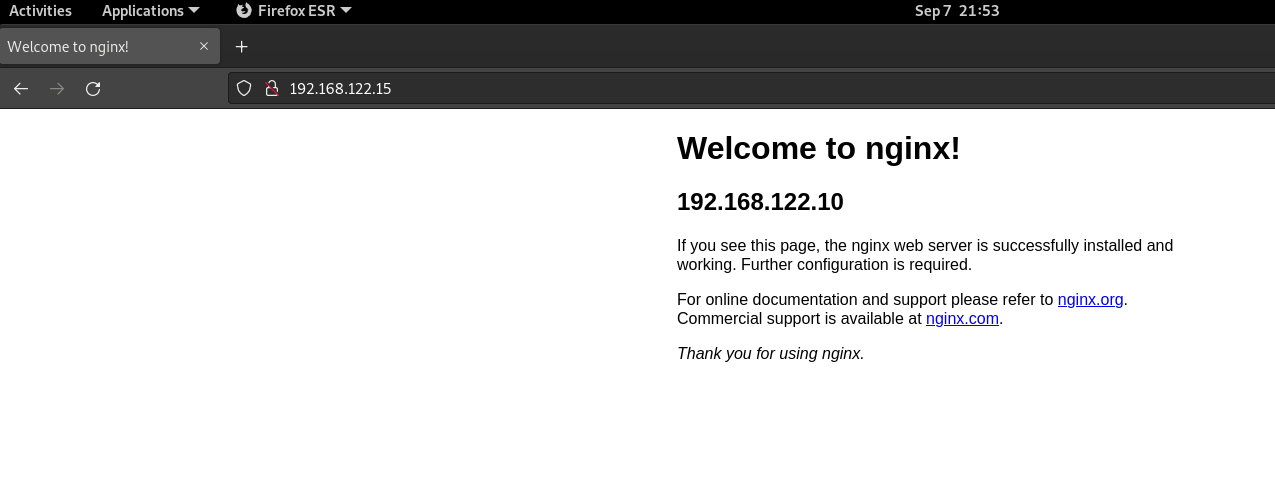 Activities Applications Firefox ESR Sep 7 21:53
Welcome to nginx!
192.168.122.15
Welcome to nginx!
192.168.122.10
If you see this page, the nginx web server is successfully installed and
working. Further configuration is required.
For online documentation and support please refer to nginx.org.
Commercial support is available at nginx.com.
Thank you for using nginx.